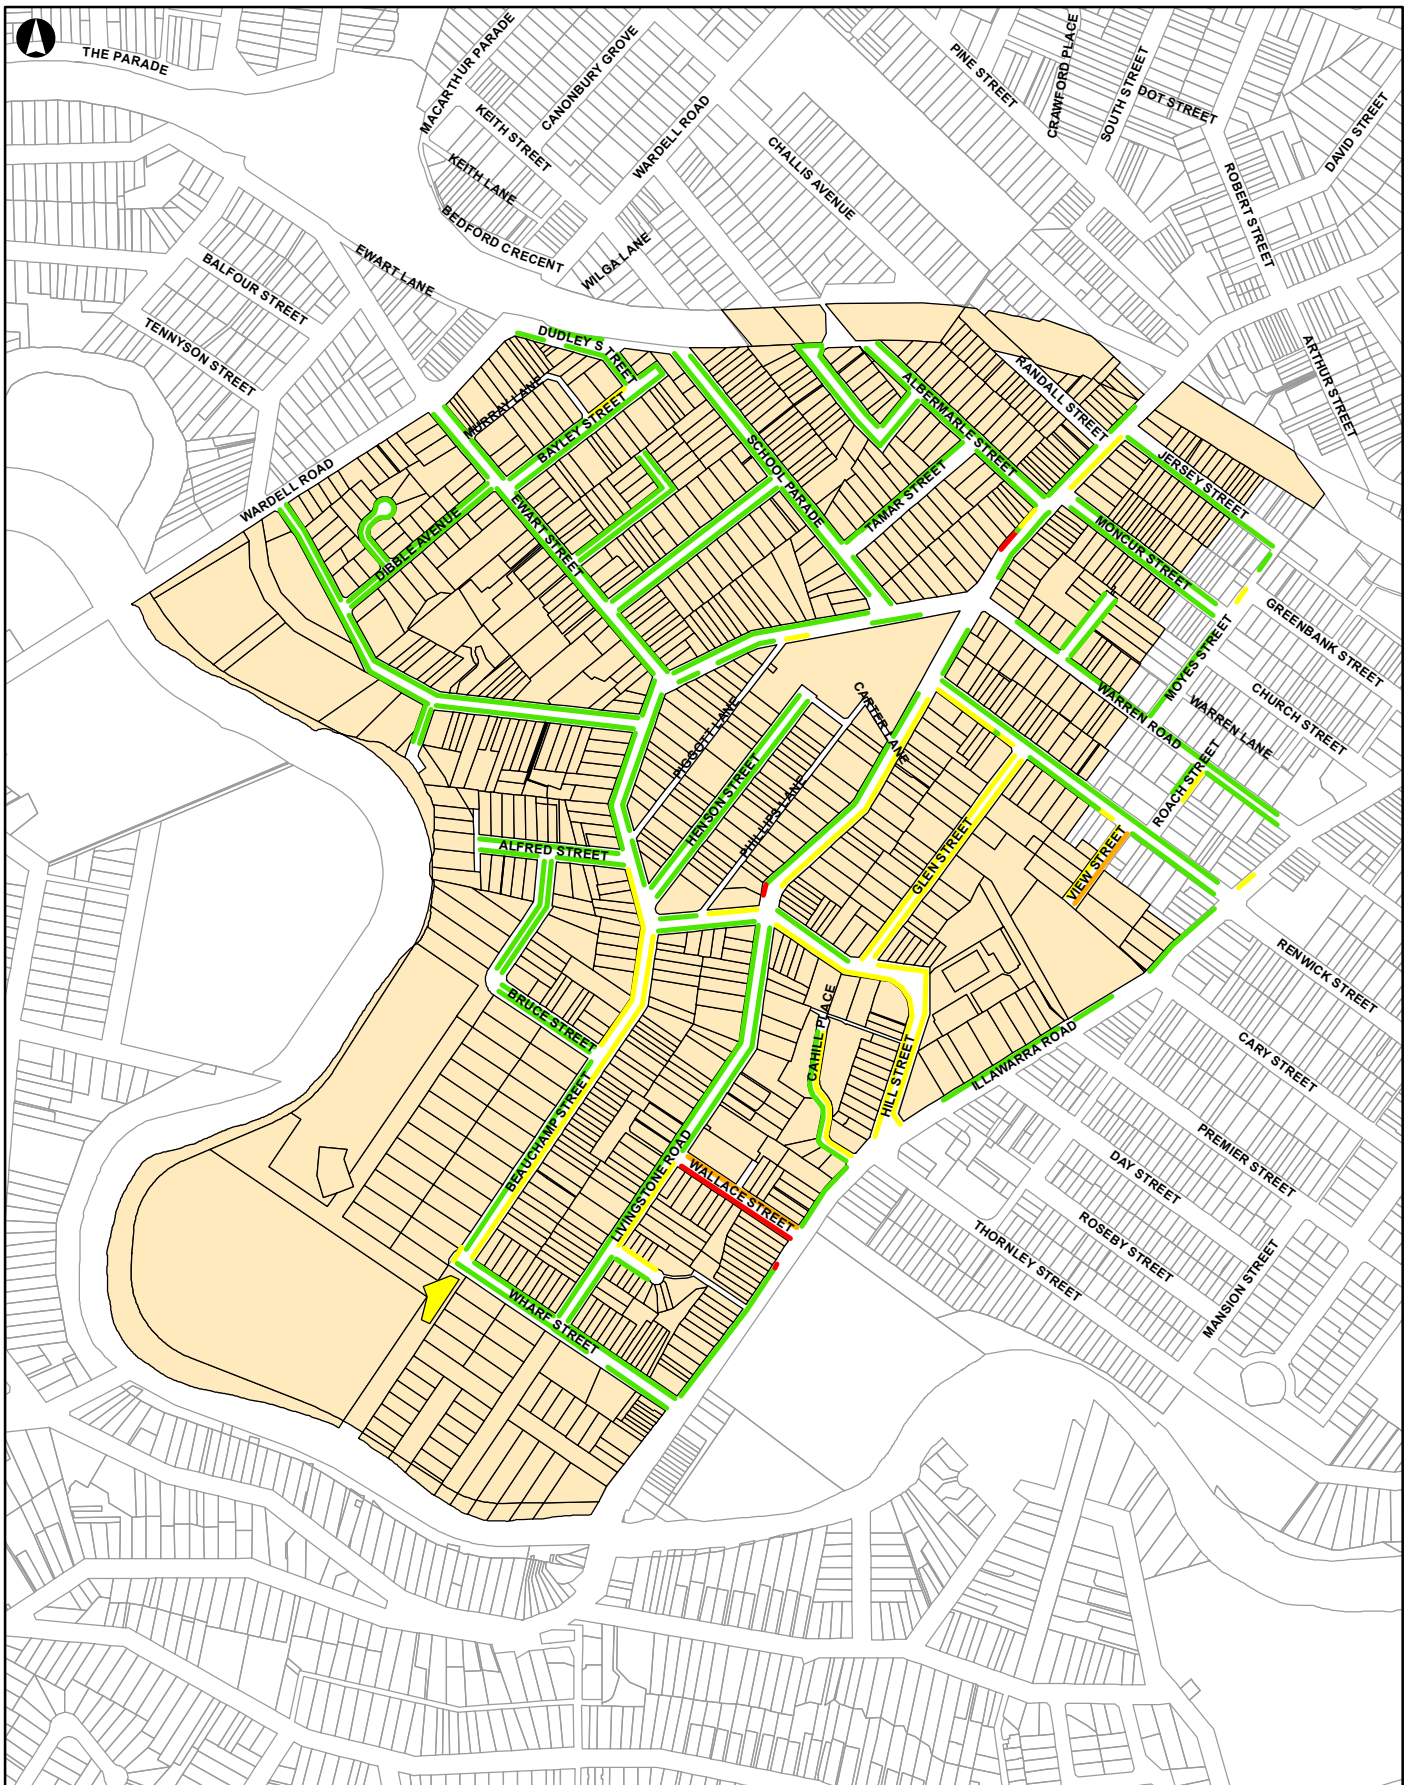 THE PARADE
MACARTHUR PARADE
CANONBURY GROVE
KEITH STREET
WARDELL ROAD
KEITH LANE
BEDFORD CRECENT
WILGA LANE
CHALLIS AVENUE
PINE STREET
CRAWFORD PLACE
SOUTH STREET
DOT STREET
DAVID STREET
ROBERT STREET
EWART LANE
BALFOUR STREET
TENNYSON STREET
ARTHUR STREET
DUDLEY S TREET
MURRAY LANE
BAYLEY STREET
RANDALL STREET
ALBERMARLE STREET
SCHOOL PARADE
TAMAR STREET
JERSEY STREET
WARDELL ROAD
DIBBLE AVENUE
EWART STREET
MONCUR STREET
GREENBANK STREET
MOYES STREET
CHURCH STREET
WARREN LANE
WARREN ROAD
ROACH STREET
CARTER LANE
PIGGOTT LANE
HENSON STREET
PHILLIPS LANE
GLEN STREET
VIEW STREET
ALFRED STREET
RENWICK STREET
CARY STREET
BRUCE STREET
CAHILL PLACE
HILL STREET
ILLAWARRA ROAD
PREMIER STREET
DAY STREET
ROSEBY STREET
THORNLEY STREET
MANSION STREET
BEAUCHAMP STREET
LIVINGSTONE ROAD
WALLACE STREET
WHARF STREET